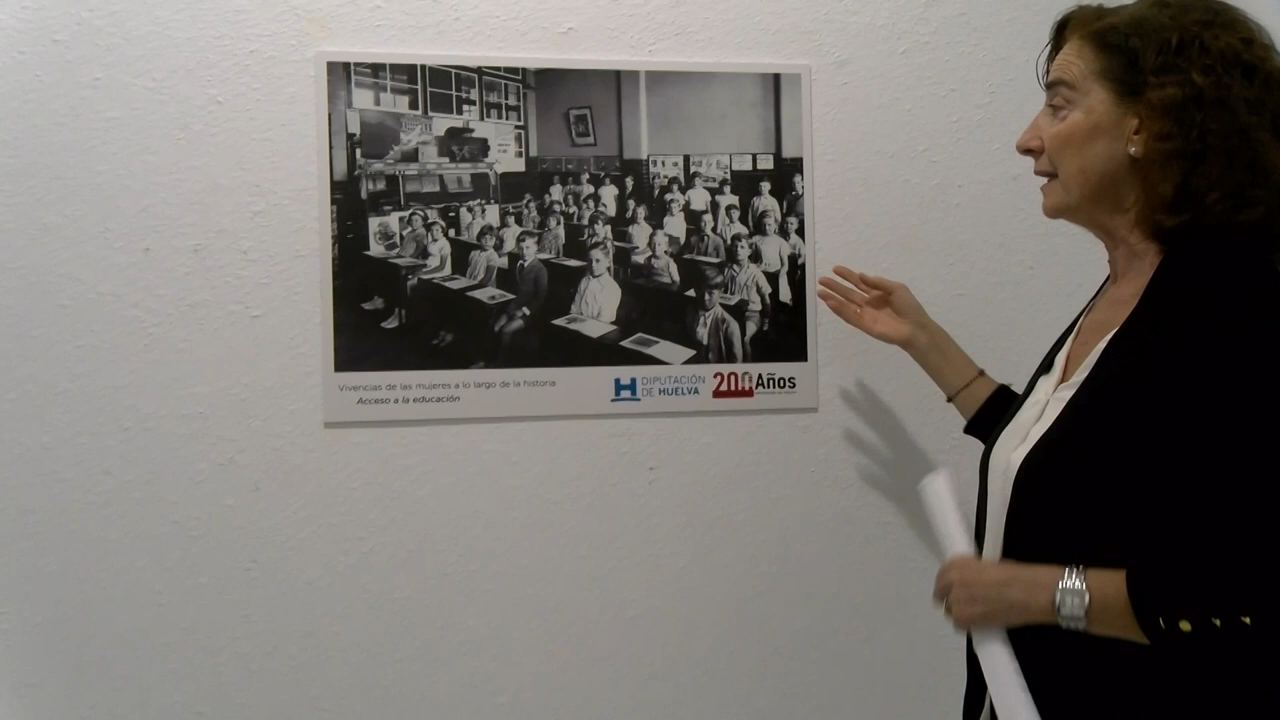 Vivencias de las mujeres a lo largo de la historia
Acceso a la educación
DIPUTACIÓN
DE HUELVA
200 Años